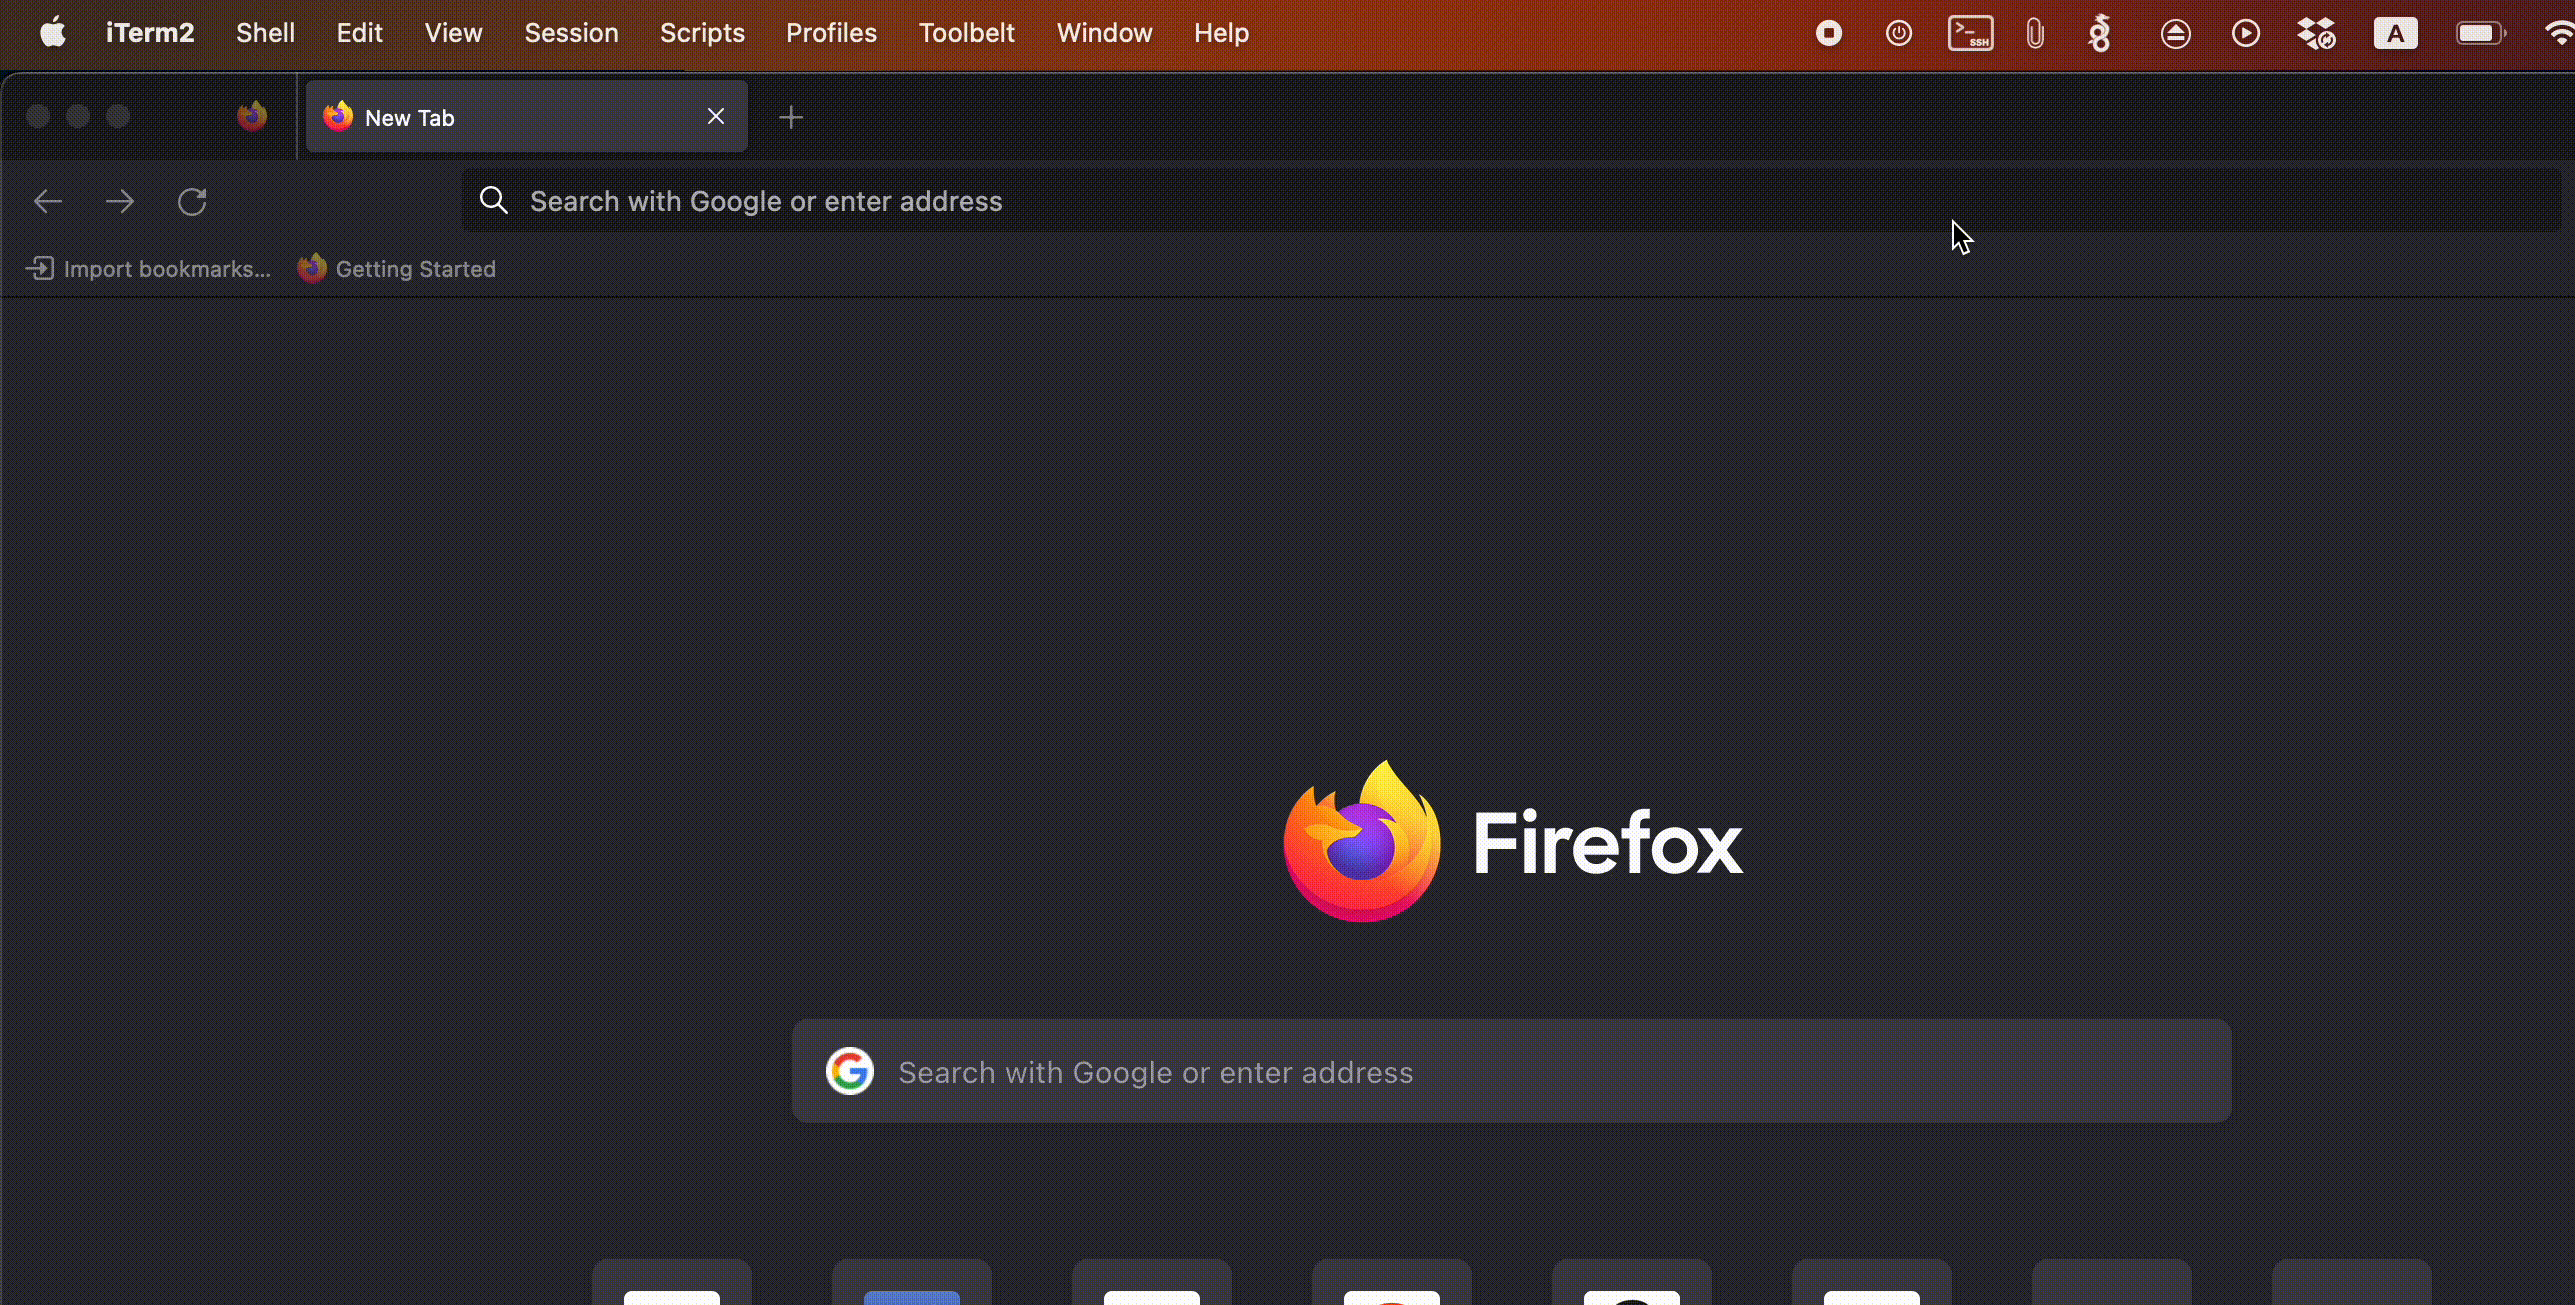 iTerm2 Shell Edit View Session Scripts Profiles Toolbelt Window Help >_ SSH A
New Tab
Search with Google or enter address
Import bookmarks... Getting Started
Firefox
G Search with Google or enter address